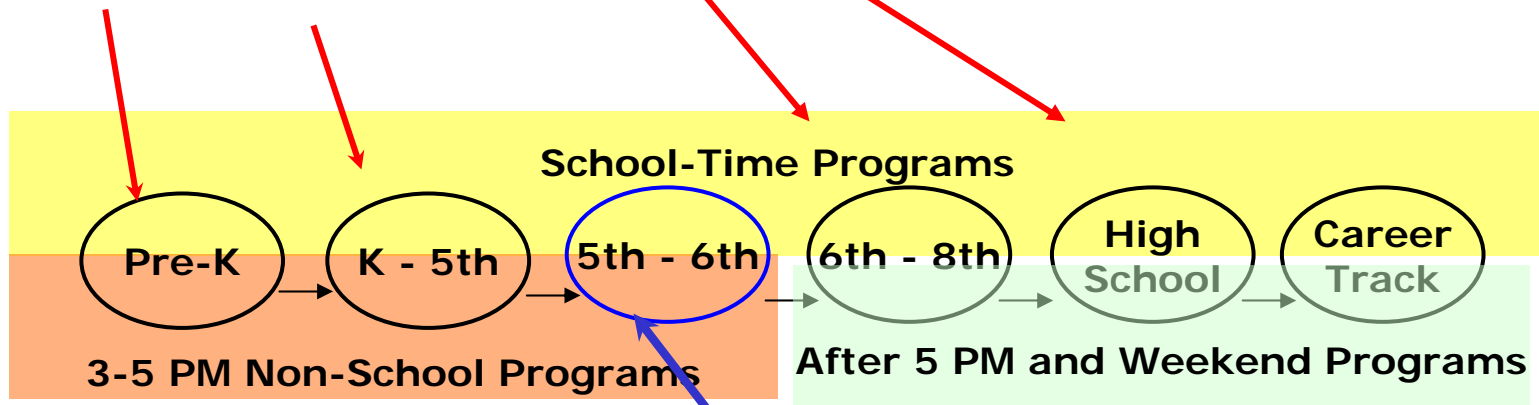 School-Time Programs
Pre-K
K - 5th
5th - 6th
6th - 8th
High
School
Career
Track
3-5 PM Non-School Programs
After 5 PM and Weekend Programs